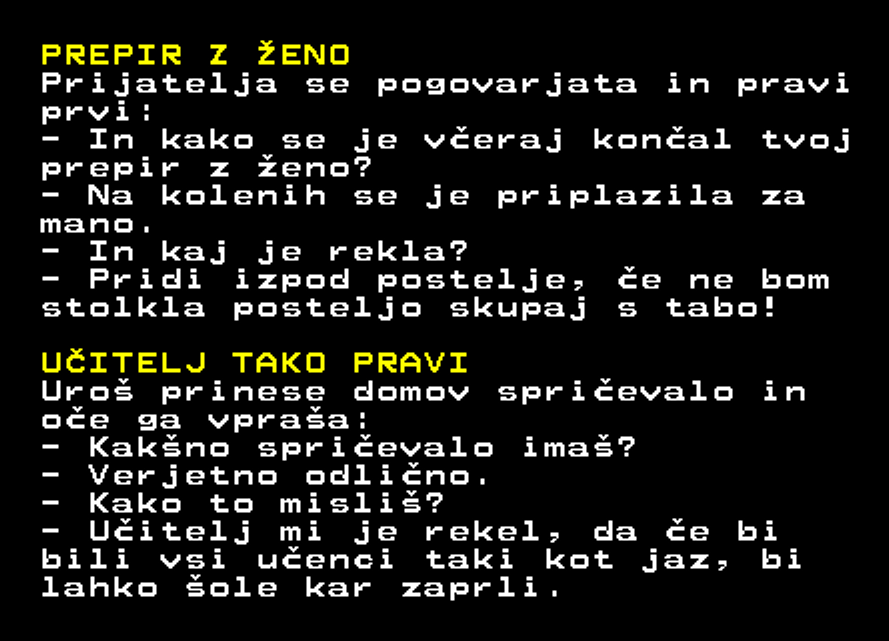 PREPIR Z ŽENO
Prijatelja se pogovarjata in pravi
prvi:
- In kako se je včeraj končal tvoj
prepir z ženo?
- Na kolenih se je priplazila za
mano.
- In kaj je rekla?
- Pridi izpod postelje, če ne bom
stolkla posteljo skupaj s tabo!
UČITELJ TAKO PRAVI
Uroš prinese domov spričevalo in
oče ga vpraša:
- Kakšno spričevalo imaš?
- Verjetno odlično.
- Kako to misliš?
- Učitelj mi je rekel, da če bi
bili vsi učenci taki kot jaz, bi
lahko šole kar zaprli.